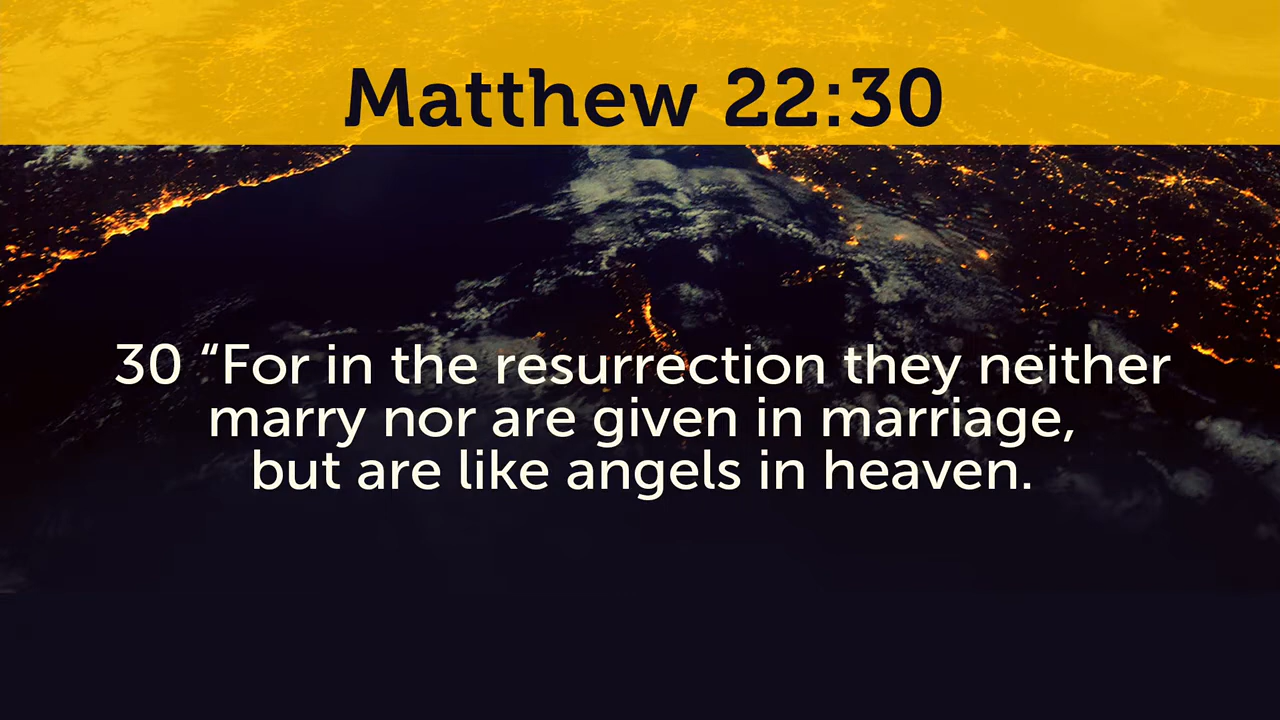 Matthew 22:30
30 “For in the resurrection they neither
marry nor are given in marriage,
but are like angels in heaven.